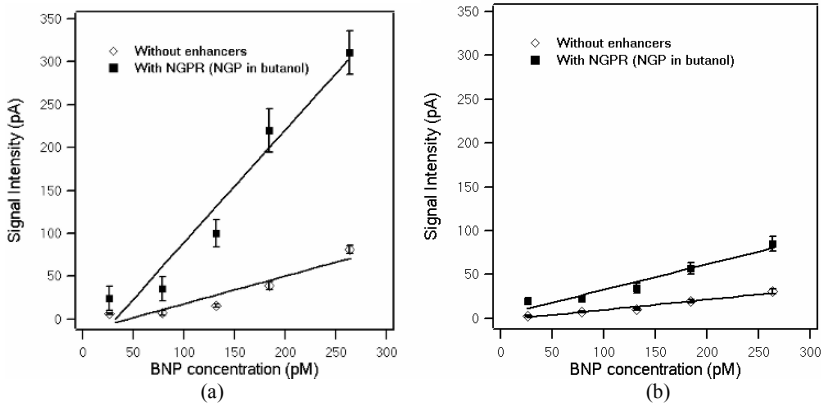 350
300
250
200
150
100
50
0
Signal Intensity (pA)
Without enhancers
With NGPR (NGP in butanol)
0 50 100 150 200 250 300
BNP concentration (pM)
(a)
350
300
250
200
150
100
50
0
Signal Intensity (pA)
Without enhancers
With NGPR (NGP in butanol)
0 50 100 150 200 250 300
BNP concentration (pM)
(b)